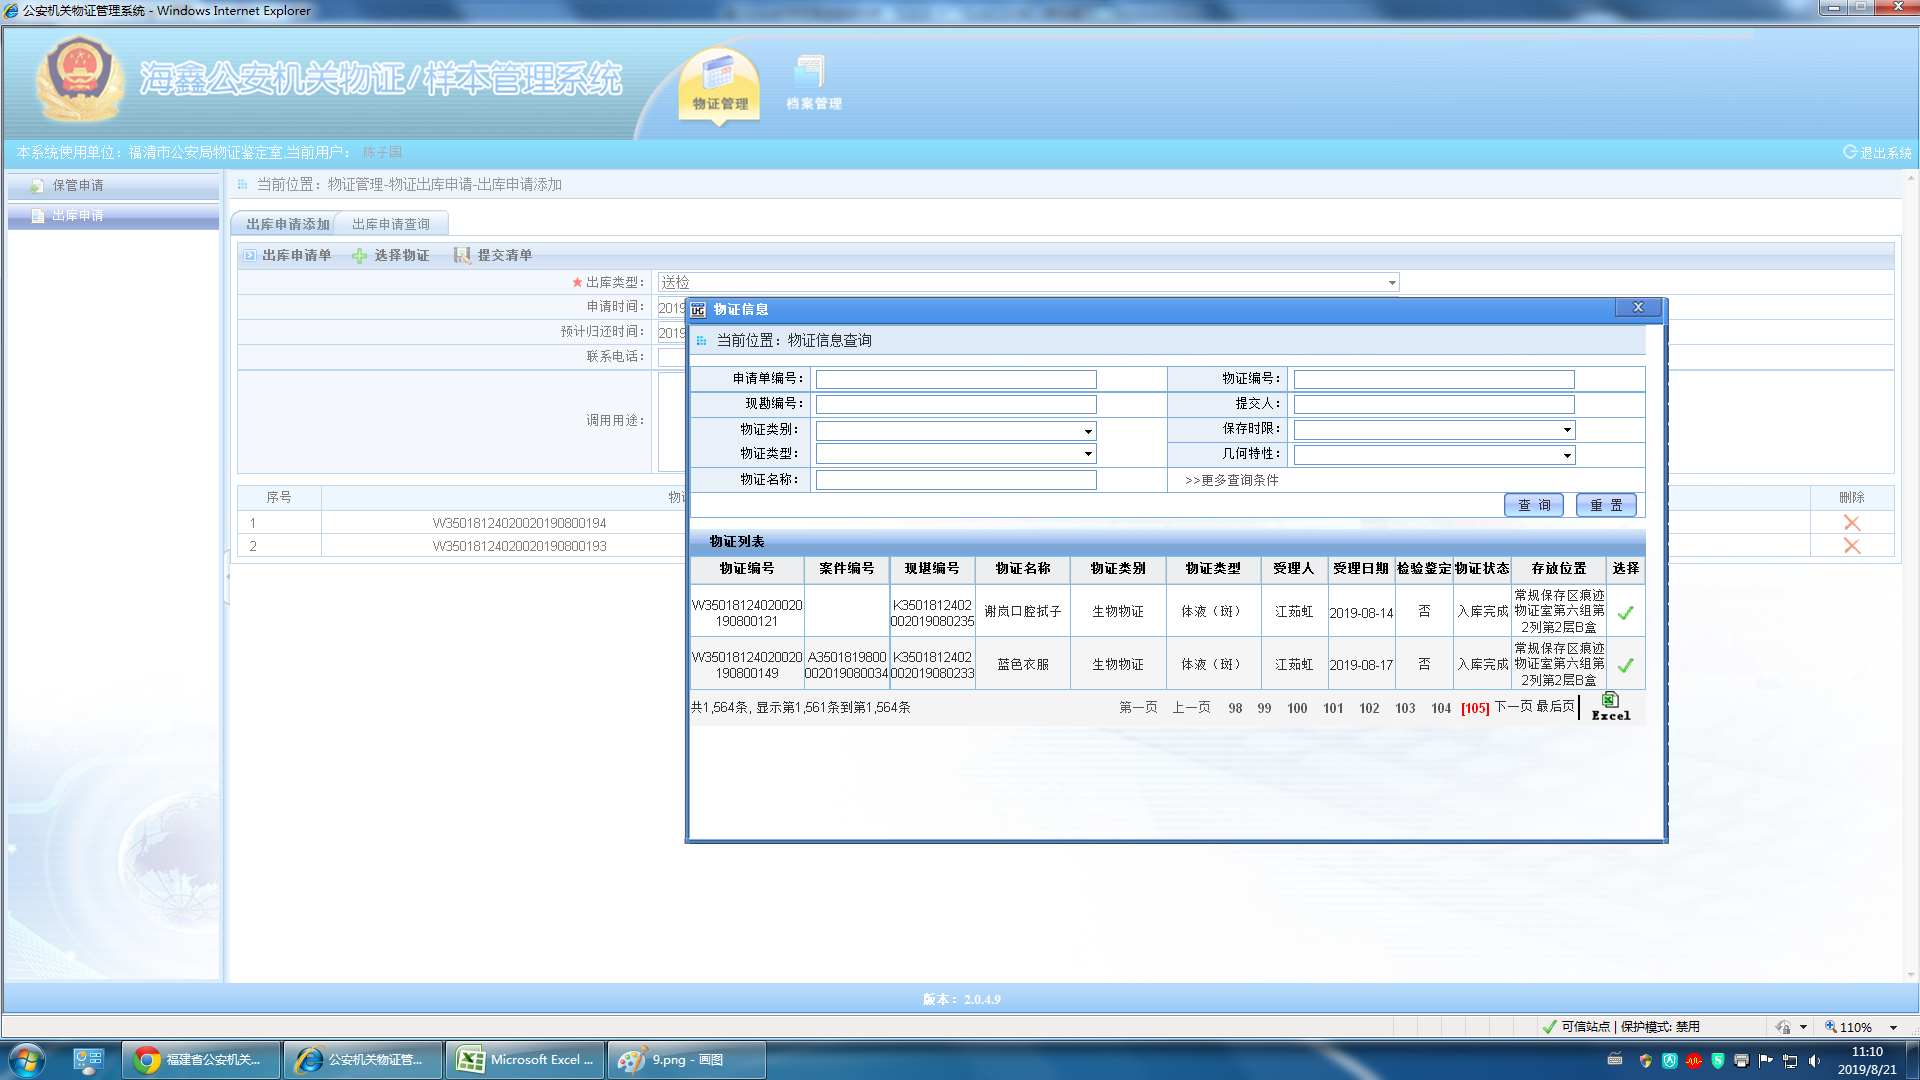 公安机关物证管理系统 - Windows Internet Explorer
海鑫公安机关物证/样本管理系统
物证管理
档案管理
本系统使用单位：福清市公安局物证鉴定室,当前用户： 陈子国
退出系统
保管申请
出库申请
当前位置：物证管理-物证出库申请-出库申请添加
出库申请添加 出库申请查询
出库申请单 选择物证 提交清单
★ 出库类型： 送检
申请时间： 2019
预计归还时间： 2019
联系电话：
调用用途：
序号 物 删除
1 W35018124020020190800194
2 W35018124020020190800193
物证信息
当前位置：物证信息查询
申请单编号： 物证编号：
现勘编号： 提交人：
物证类别： 保存时限：
物证类型： 几何特性：
物证名称： >>更多查询条件
查 询 重 置
物证列表
物证编号 案件编号 现堪编号 物证名称 物证类别 物证类型 受理人 受理日期 检验鉴定 物证状态 存放位置 选择
W35018124020020190800121 K3501812402002019080235 谢岚口腔拭子 生物物证 体液（斑） 江茹虹 2019-08-14 否 入库完成 常规保存区痕迹物证室第六组第2列第2层B盒
W35018124020020190800149 A3501819800002019080034 K3501812402002019080233 蓝色衣服 生物物证 体液（斑） 江茹虹 2019-08-17 否 入库完成 常规保存区痕迹物证室第六组第2列第2层B盒
共1,564条, 显示第1,561条到第1,564条 第一页 上一页 98 99 100 101 102 103 104 [105] 下一页 最后页 Excel
版本：2.0.4.9
可信站点 | 保护模式: 禁用 110%
福建省公安机关... 公安机关物证管... Microsoft Excel ... 9.png - 画图
11:10
2019/8/21